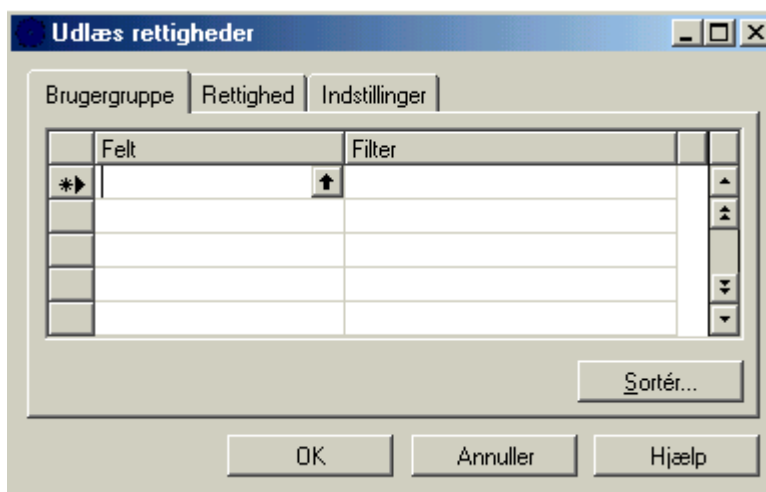 Udlæs rettigheder
Brugergruppe Rettighed Indstillinger
Felt Filter
Sortér...
OK Annuller Hjælp